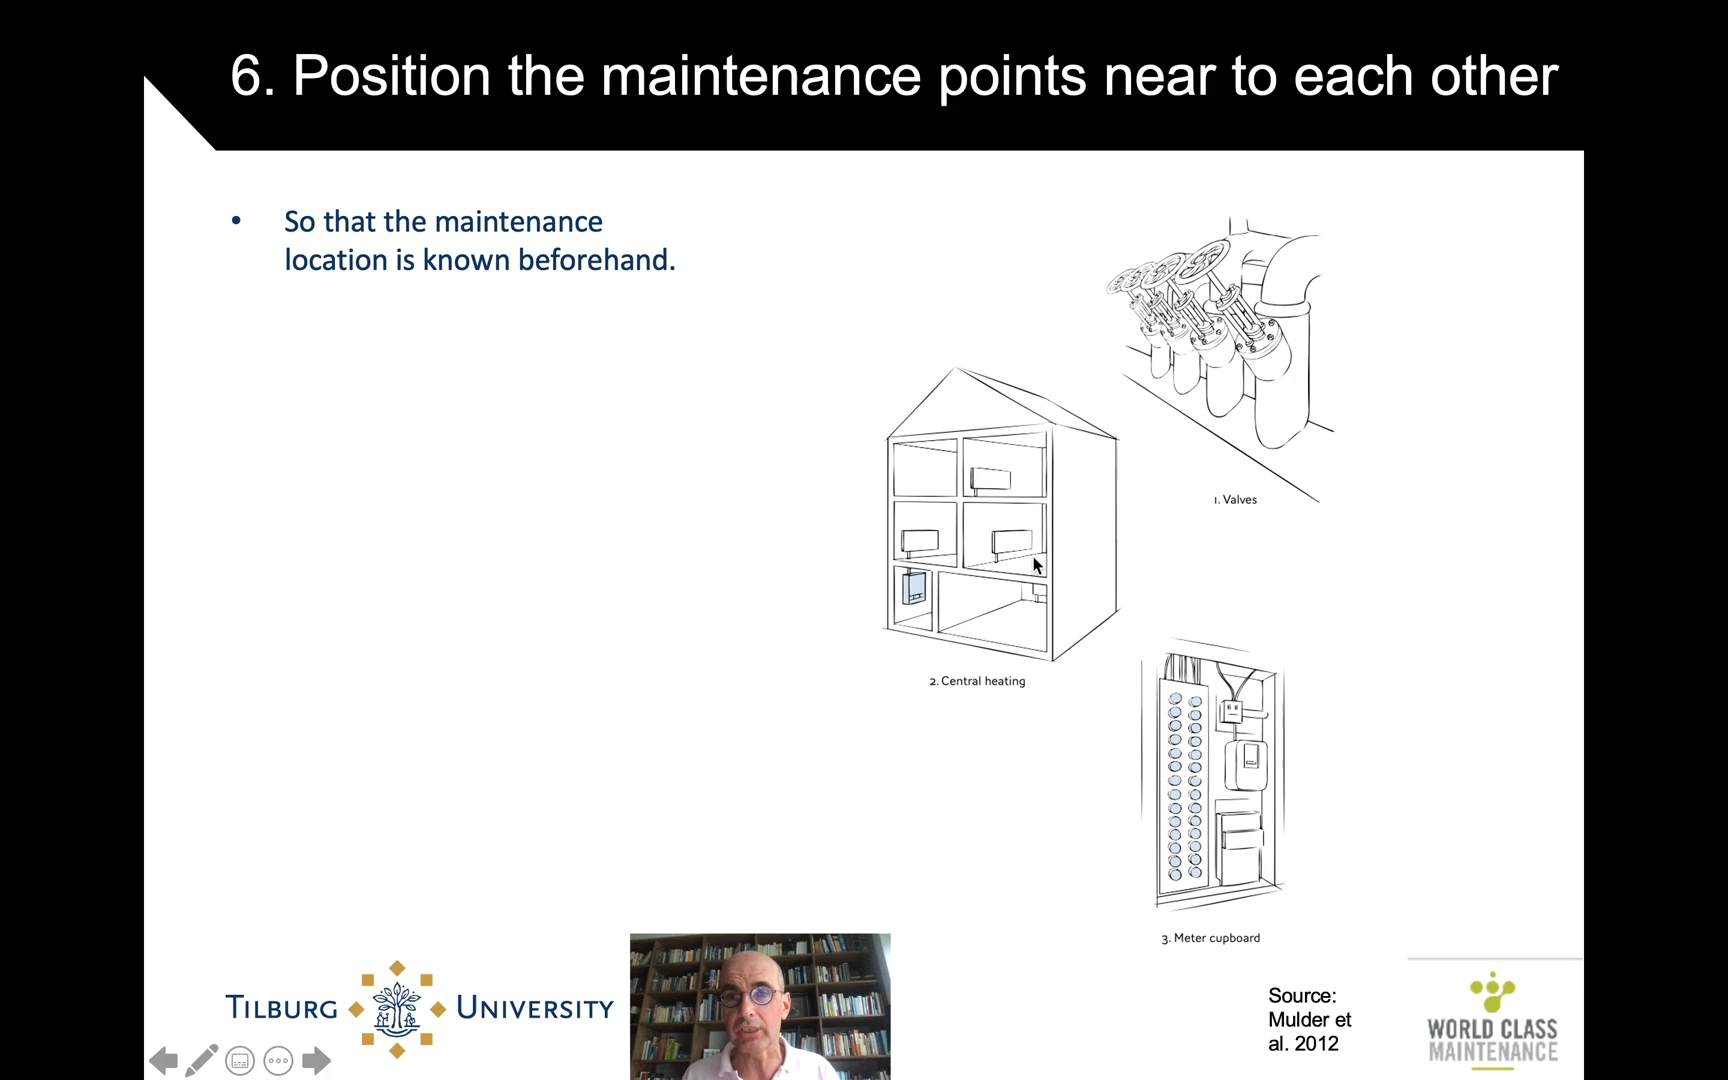 6. Position the maintenance points near to each other
• So that the maintenance
location is known beforehand.
1. Valves
2. Central heating
3. Meter cupboard
TILBURG UNIVERSITY
Source:
Mulder et
al. 2012
WORLD CLASS
MAINTENANCE